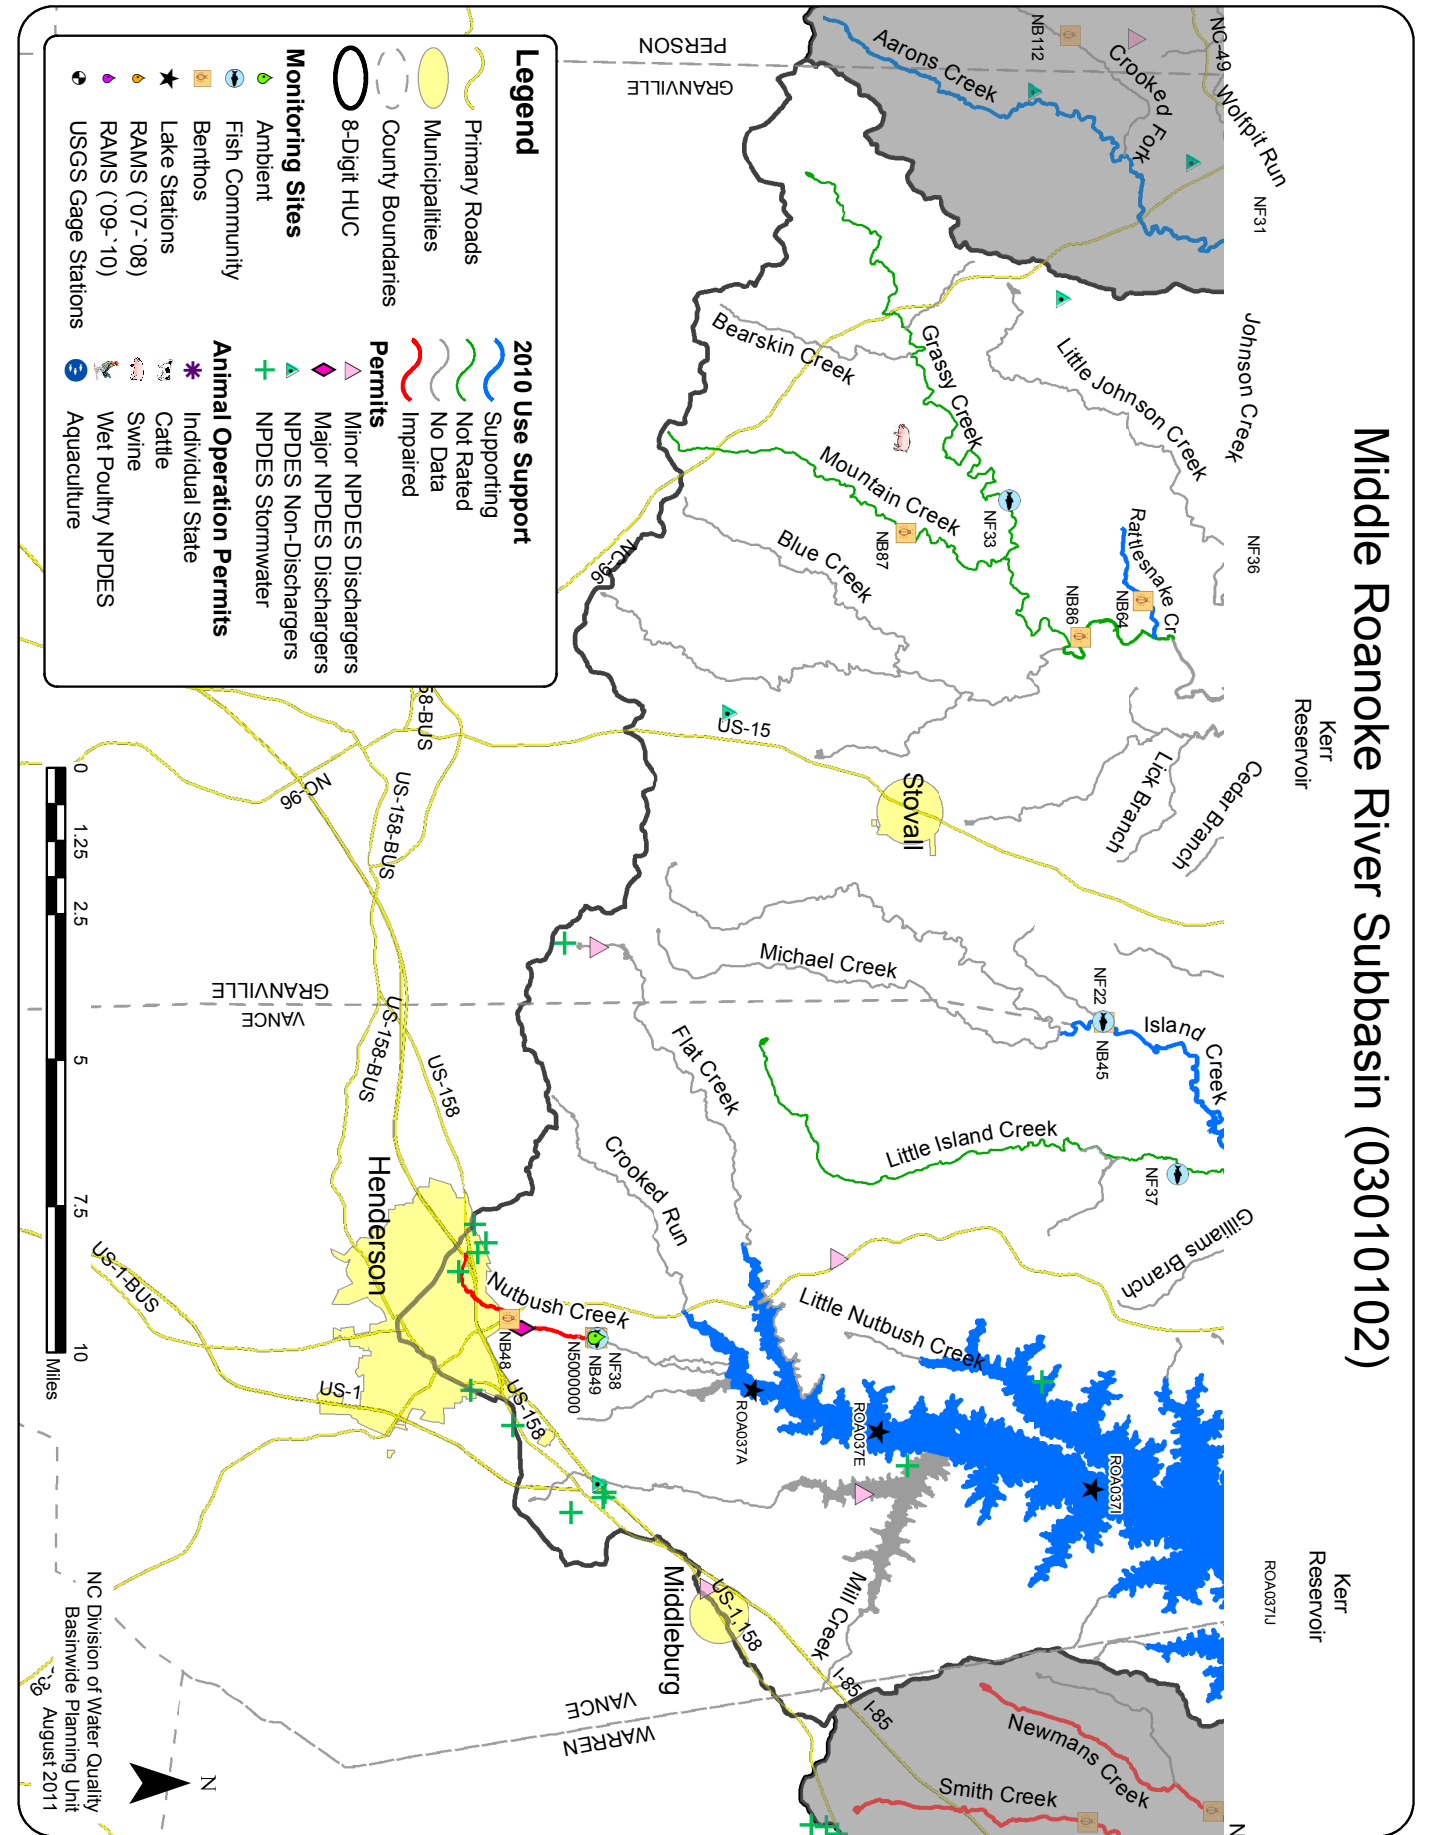 Middle Roanoke River Subbasin (03010102)
NC-49
Wolfpit Run
NB112
Crooked Fork
Aarons Creek
PERSON
GRANVILLE
NF31
Johnson Creek
Little Johnson Creek
NF36
Grassy Creek
Bearskin Creek
Mountain Creek
NF33
NB87
Rattlesnake Cr
NB64
NB86
Blue Creek
NC-96
Kerr
Reservoir
US-15
Stovall
Lick Branch
Cedar Branch
Michael Creek
NF22
NB45
Island Creek
GRANVILLE
VANCE
Flat Creek
Little Island Creek
NF37
Gilliams Branch
Crooked Run
Little Nutbush Creek
Nutbush Creek
NB48
NF38
NB49
N5000000
ROA037A
ROA037E
ROA037I
ROA037IJ
Kerr
Reservoir
Mill Creek
Henderson
Middleburg
58-BUS
NC-96
US-158-BUS
US-158-BUS
US-158
US-1-BUS
US-1
US-158
US-1,158
I-85
I-85
VANCE
WARREN
Newmans Creek
Smith Creek
N
Legend
Primary Roads
Municipalities
County Boundaries
8-Digit HUC
Monitoring Sites
Ambient
Fish Community
Benthos
Lake Stations
RAMS (`07-`08)
RAMS (`09-`10)
USGS Gage Stations
2010 Use Support
Supporting
Not Rated
No Data
Impaired
Permits
Minor NPDES Dischargers
Major NPDES Dischargers
NPDES Non-Dischargers
NPDES Stormwater
Animal Operation Permits
Individual State
Cattle
Swine
Wet Poultry NPDES
Aquaculture
0 1.25 2.5 5 7.5 10
Miles
N
NC Division of Water Quality
Basinwide Planning Unit
August 2011